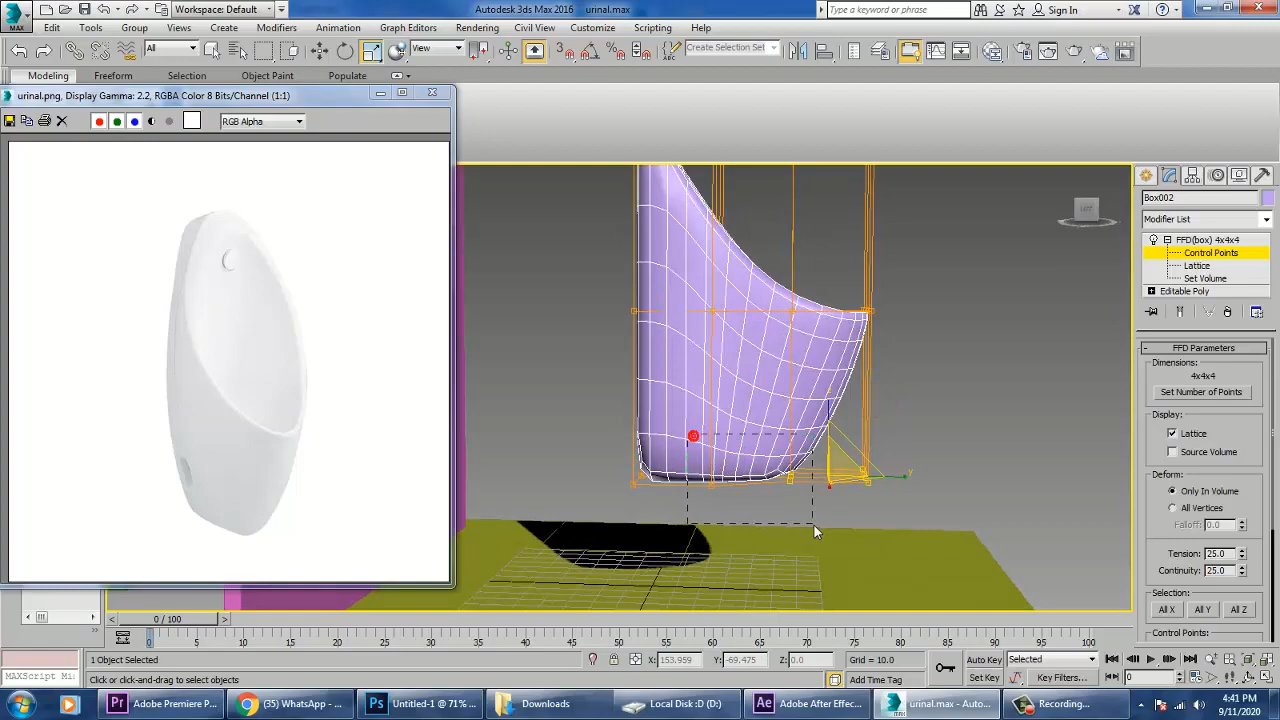 Workspace: Default
Autodesk 3ds Max 2016    urinal.max
Type a keyword or phrase
Sign In
MAX
Edit Tools Group Views Create Modifiers Animation Graph Editors Rendering Civil View Customize Scripting Help
All
View
Create Selection Set
Modeling Freeform Selection Object Paint Populate
urinal.png, Display Gamma: 2.2, RGBA Color 8 Bits/Channel (1:1)
RGB Alpha
Box002
Modifier List
FFD(box) 4x4x4
Control Points
Lattice
Set Volume
Editable Poly
FFD Parameters
Dimensions:
4x4x4
Set Number of Points
Display:
Lattice
Source Volume
Deform:
Only In Volume
All Vertices
Falloff: 0.0
Tension: 25.0
Continuity: 25.0
Selection:
All X All Y All Z
Control Points:
0 / 100
0 5 10 15 20 25 30 35 40 45 50 55 60 65 70 75 80 85 90 95 100
1 Object Selected
X: 153.959 Y: -69.475 Z: 0.0
Grid = 10.0
Auto Key
Selected
MAXScript Mi:
Click or click-and-drag to select objects
Add Time Tag
Set Key
Key Filters...
0
Adobe Premiere P...
(35) WhatsApp - ...
Untitled-1 @ 71% ...
Downloads
Local Disk :D (D:)
Adobe After Effec...
urinal.max - Auto...
Recording...
4:41 PM
9/11/2020